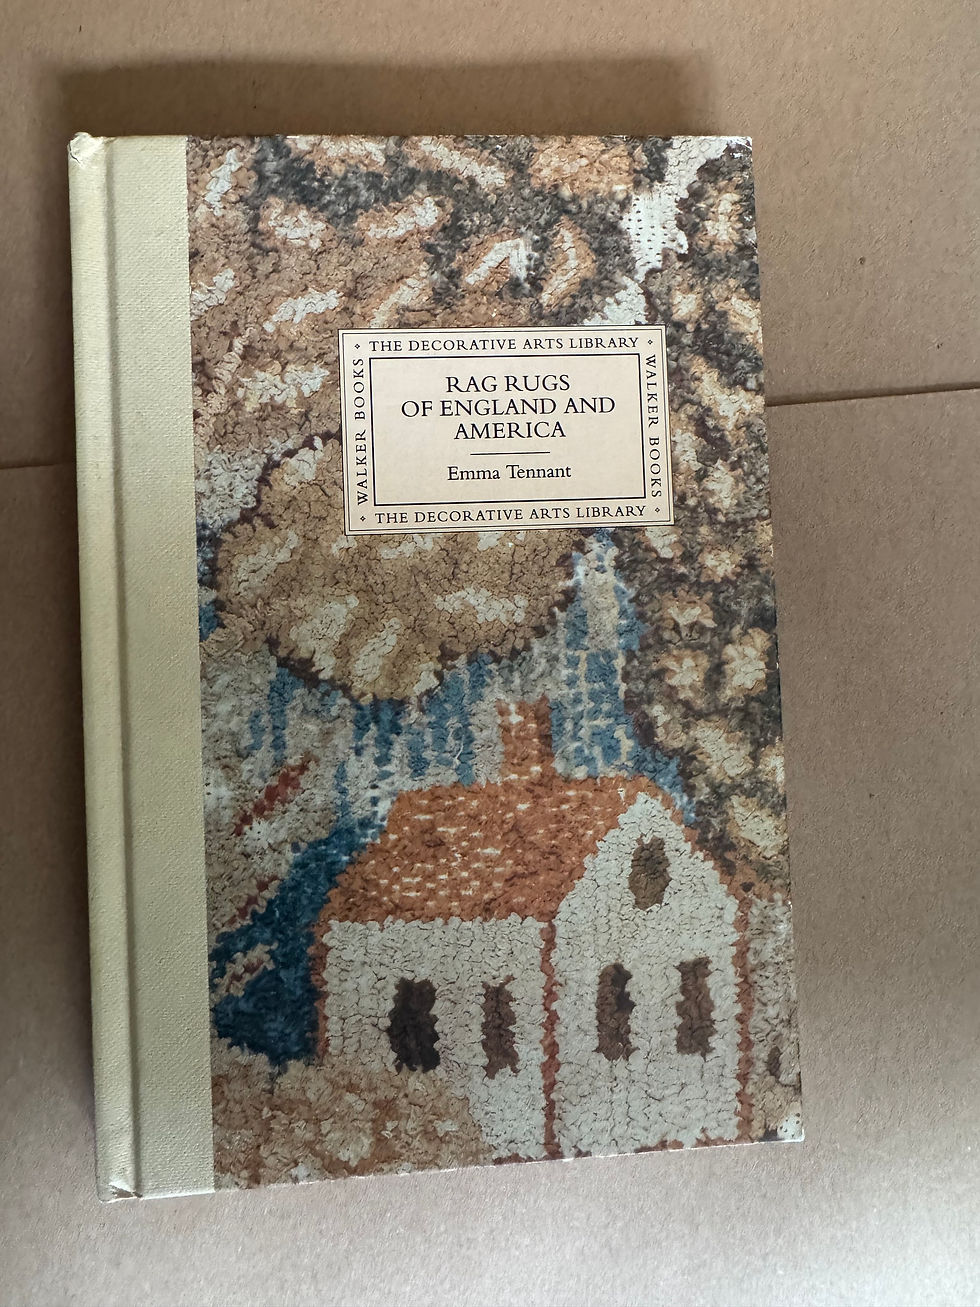 THE DECORATIVE ARTS LIBRARY
WALKER BOOKS
RAG RUGS
OF ENGLAND AND
AMERICA
Emma Tennant
WALKER BOOKS
THE DECORATIVE ARTS LIBRARY